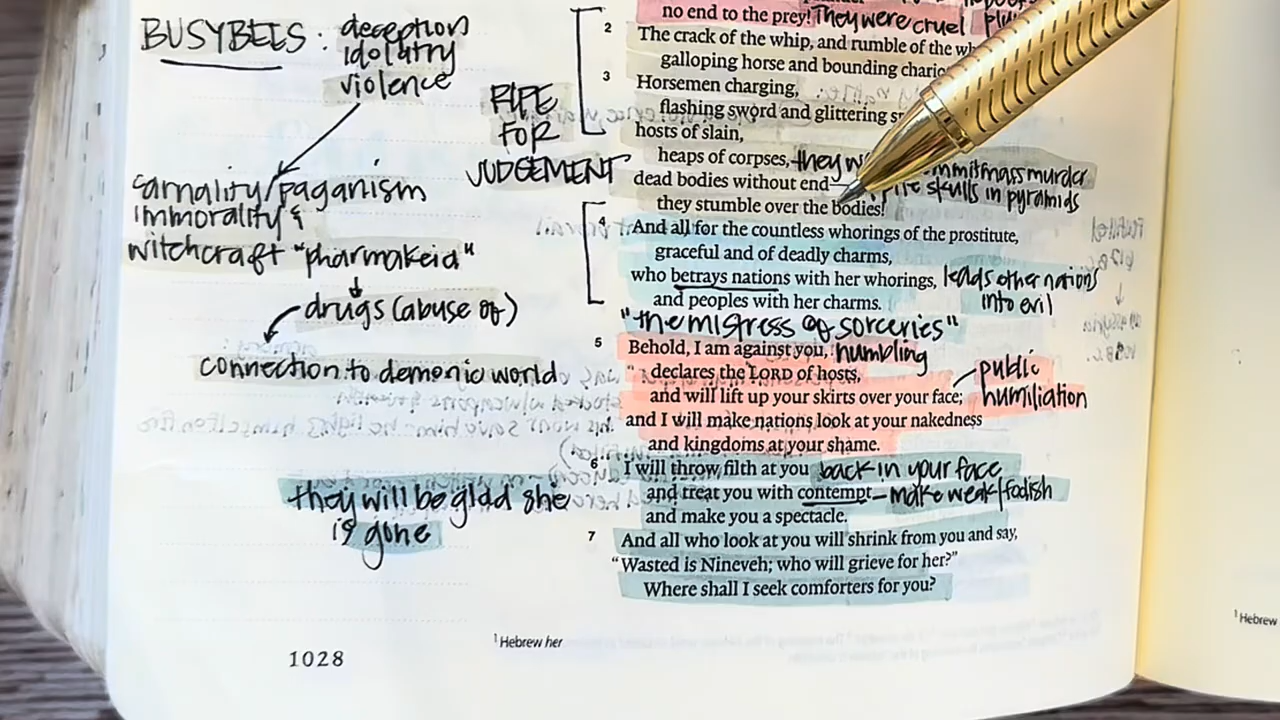 BUSYBEES: deception
idolatry
violence
carnality/paganism
immorality &
witchcraft "pharmakeia"
drugs (abuse of)
connection to demonic world
they will be glad she
is gone
RIPE
FOR
JUDGEMENT
no end to the prey! They were cruel
2 The crack of the whip, and rumble of the
galloping horse and bounding
3 Horsemen charging,
flashing sword and glittering
hosts of slain,
heaps of corpses, they mass murder
dead bodies without end— skulls in pyramids
they stumble over the bodies!
4 And all for the countless whorings of the prostitute,
graceful and of deadly charms,
who betrays nations with her whorings, leads other nations
and peoples with her charms. into evil
"the mistress of sorceries"
5 Behold, I am against you, humbling
declares the LORD of hosts, public
and will lift up your skirts over your face; humiliation
and I will make nations look at your nakedness
and kingdoms at your shame.
6 I will throw filth at you back in your face
and treat you with contempt – make weak/foolish
and make you a spectacle.
7 And all who look at you will shrink from you and say,
"Wasted is Nineveh; who will grieve for her?"
Where shall I seek comforters for you?
1 Hebrew her
1028
1 Hebrew